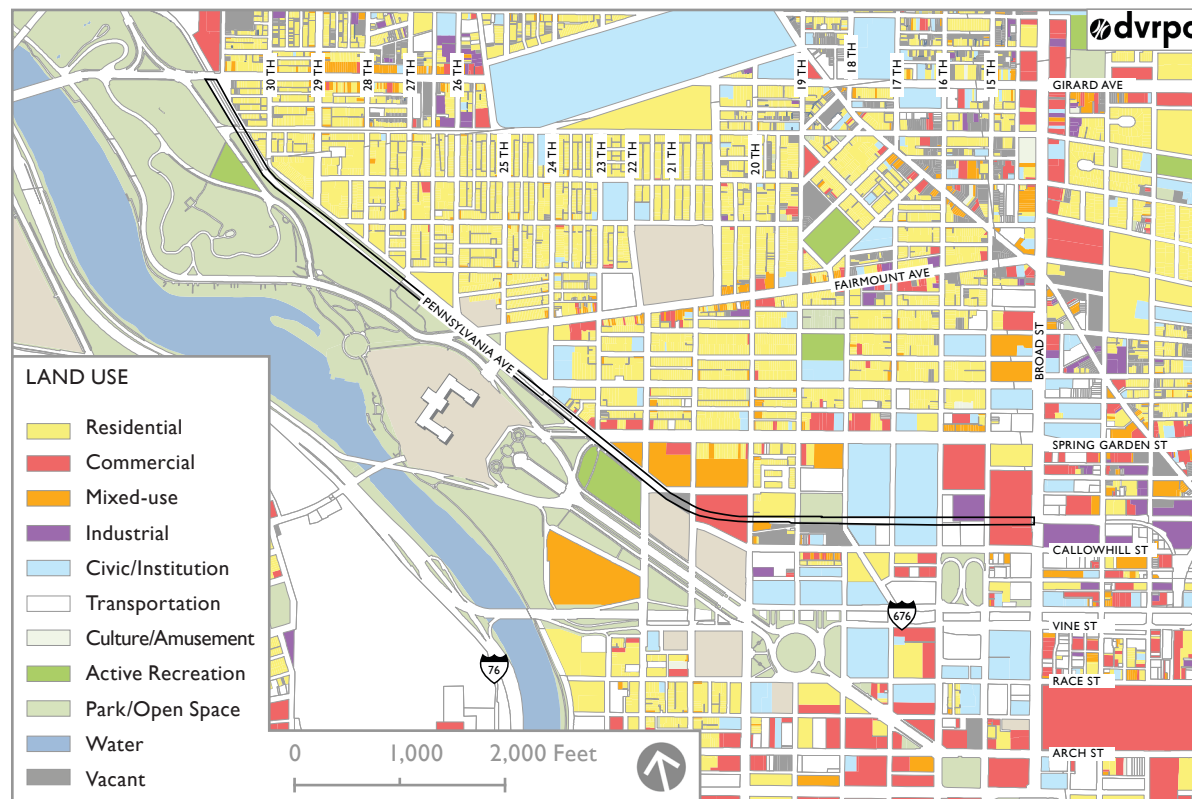 dvrpc
30 TH
29 TH
28 TH
27 TH
26 TH
19 TH
18 TH
17 TH
16 TH
15 TH
GIRARD AVE
25 TH
24 TH
23 TH
22 TH
21 TH
20 TH
FAIRMOUNT AVE
PENNSYLVANIA AVE
BROAD ST
SPRING GARDEN ST
CALLOWHILL ST
676
VINE ST
76
RACE ST
ARCH ST
LAND USE
Residential
Commercial
Mixed-use
Industrial
Civic/Institution
Transportation
Culture/Amusement
Active Recreation
Park/Open Space
Water
Vacant
0 1,000 2,000 Feet